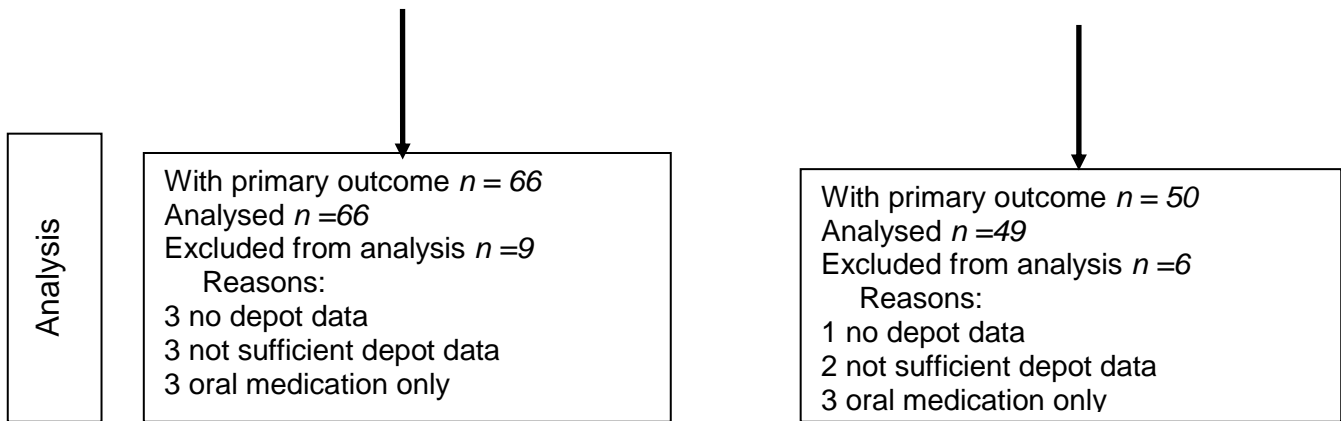 Analysis
With primary outcome n = 66
Analysed n =66
Excluded from analysis n =9
Reasons:
3 no depot data
3 not sufficient depot data
3 oral medication only
With primary outcome n = 50
Analysed n =49
Excluded from analysis n =6
Reasons:
1 no depot data
2 not sufficient depot data
3 oral medication only